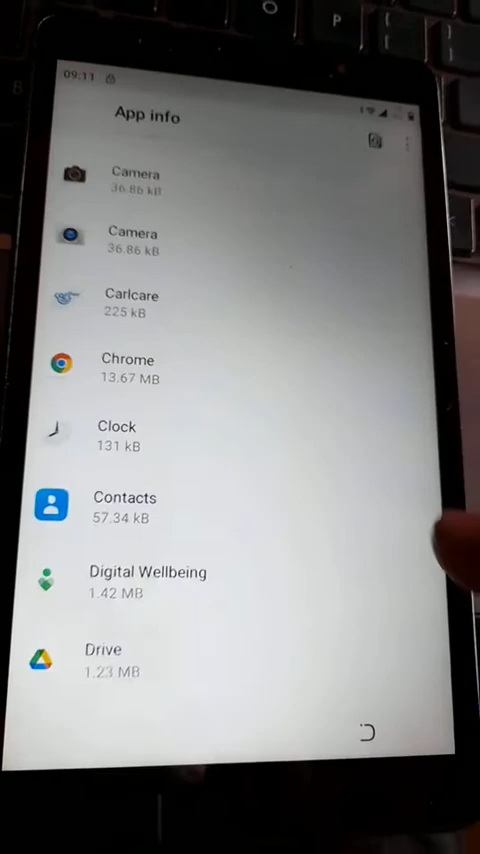 O
P
09:11
App info
Camera
36.86 kB
Camera
36.86 kB
Carlcare
225 kB
Chrome
13.67 MB
Clock
131 kB
Contacts
57.34 kB
Digital Wellbeing
1.42 MB
Drive
1.23 MB